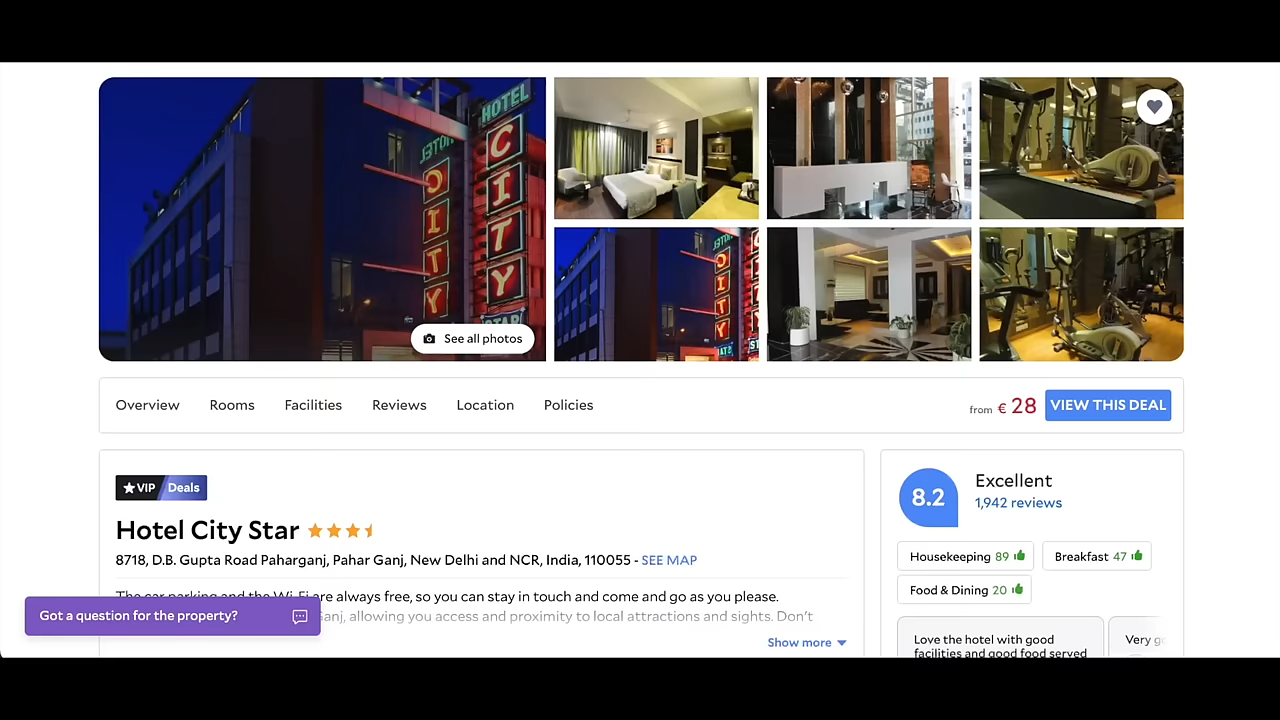 HOTEL
CITY
STAR
HOTEL
CITY
See all photos
CITY
Overview Rooms Facilities Reviews Location Policies
from € 28 VIEW THIS DEAL
VIP Deals
Hotel City Star
8718, D.B. Gupta Road Paharganj, Pahar Ganj, New Delhi and NCR, India, 110055 - SEE MAP
The car parking and the Wi-Fi are always free, so you can stay in touch and come and go as you please.
allowing you access and proximity to local attractions and sights. Don't
Show more
Got a question for the property?
8.2 Excellent
1,942 reviews
Housekeeping 89 Breakfast 47
Food & Dining 20
Love the hotel with good
facilities and good food served
Very